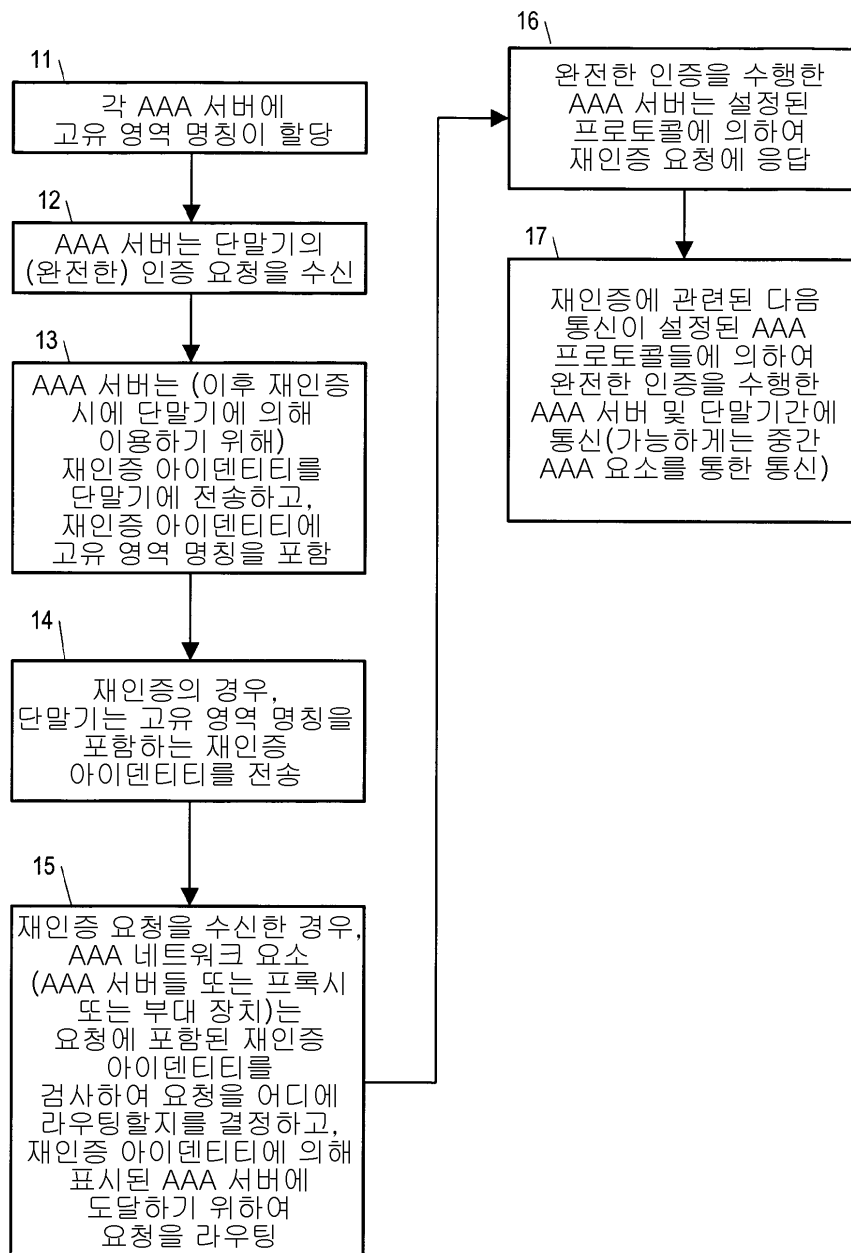 11
각 AAA 서버에
고유 영역 명칭이 할당
12
AAA 서버는 단말기의
(완전한) 인증 요청을 수신
13
AAA 서버는 (이후 재인증
시에 단말기에 의해
이용하기 위해)
재인증 아이덴티티를
단말기에 전송하고,
재인증 아이덴티티에
고유 영역 명칭을 포함
14
재인증의 경우,
단말기는 고유 영역 명칭을
포함하는 재인증
아이덴티티를 전송
15
재인증 요청을 수신한 경우,
AAA 네트워크 요소
(AAA 서버들 또는 프록시
또는 부대 장치)는
요청에 포함된 재인증
아이덴티티를
검사하여 요청을 어디에
라우팅할지를 결정하고,
재인증 아이덴티티에 의해
표시된 AAA 서버에
도달하기 위하여
요청을 라우팅
16
완전한 인증을 수행한
AAA 서버는 설정된
프로토콜에 의하여
재인증 요청에 응답
17
재인증에 관련된 다음
통신이 설정된 AAA
프로토콜들에 의하여
완전한 인증을 수행한
AAA 서버 및 단말기간에
통신(가능하게는 중간
AAA 요소를 통한 통신)